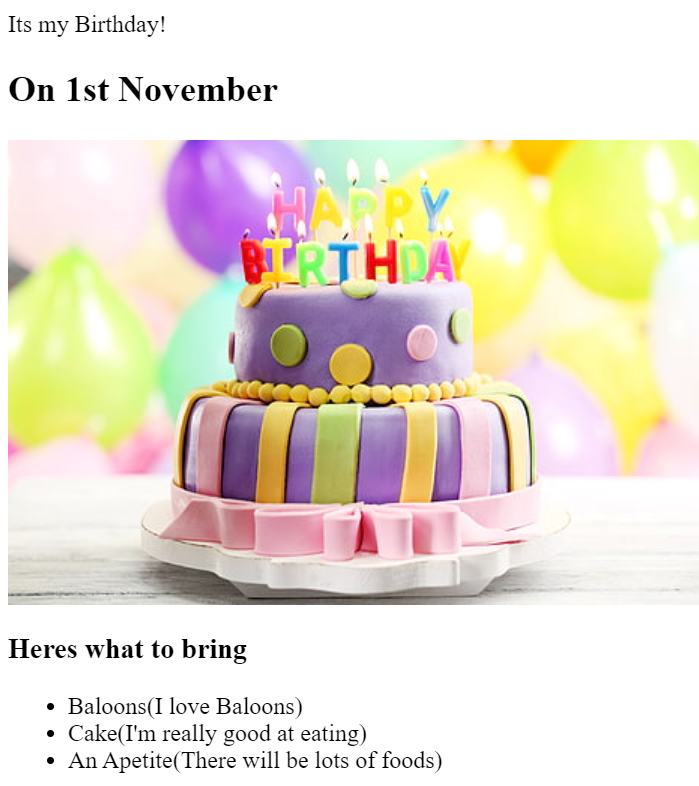 Its my Birthday!
On 1st November
HAPPY
BIRTHDAY
Heres what to bring
Baloons(I love Baloons)
Cake(I'm really good at eating)
An Apetite(There will be lots of foods)